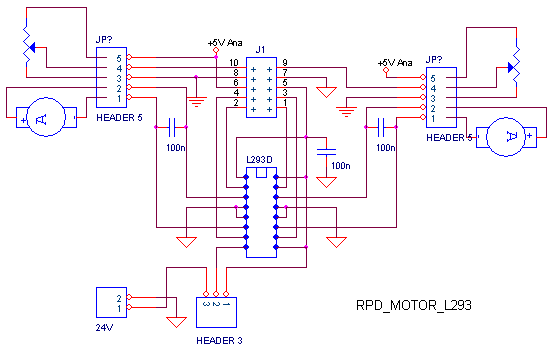 +5V Ana
J1
JP?
5
4
3
2
1
HEADER 5
+
A
-
100n
10
8
6
4
2
9
7
5
3
1
+5V Ana
JP?
5
4
3
2
1
HEADER 5
-
A
+
100n
100n
L293D
2
1
24V
3
2
1
HEADER 3
RPD_MOTOR_L293